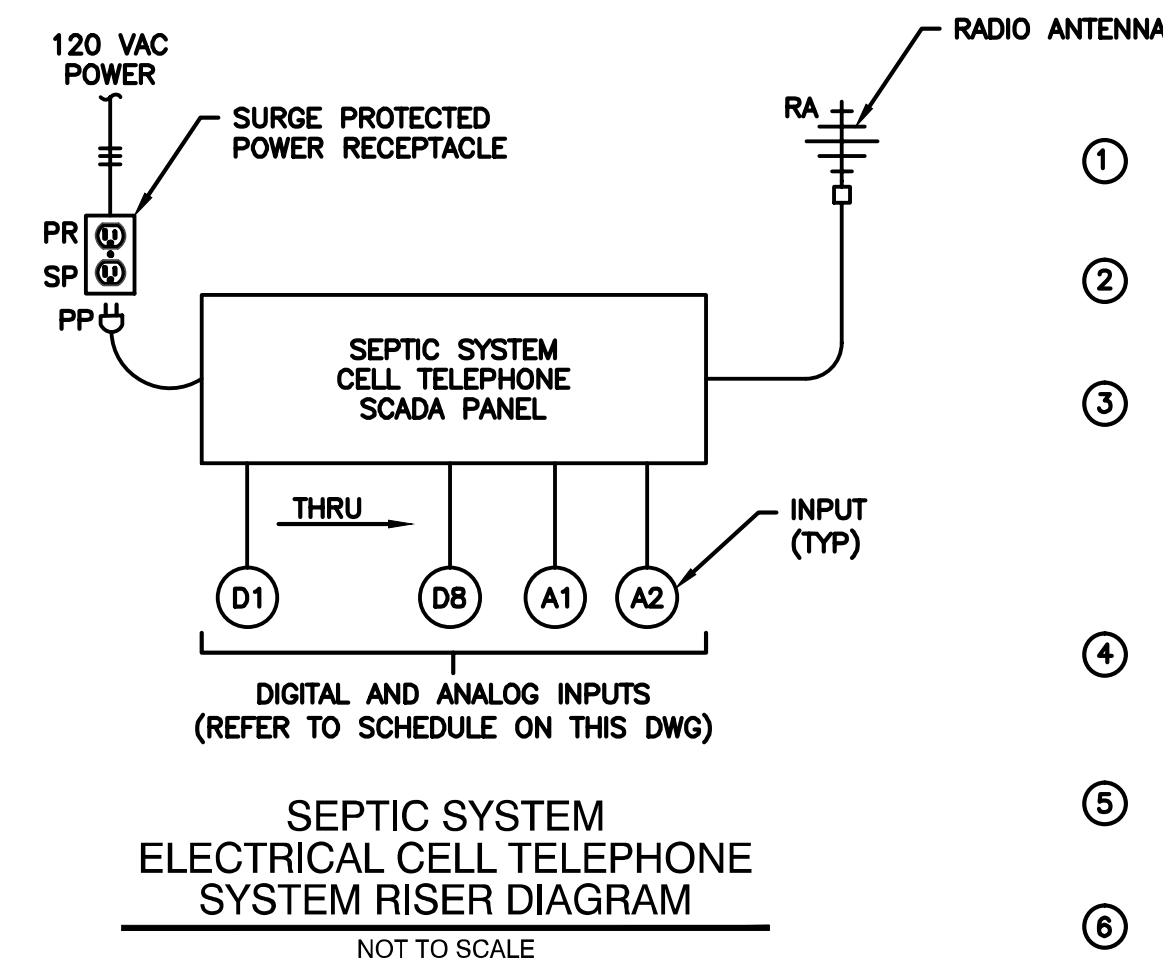 120 VAC
POWER
SURGE PROTECTED
POWER RECEPTACLE
PR
SP
PP
RADIO ANTENNA
RA
SEPTIC SYSTEM
CELL TELEPHONE
SCADA PANEL
THRU
INPUT
(TYP)
D1
D8
A1
A2
DIGITAL AND ANALOG INPUTS
(REFER TO SCHEDULE ON THIS DWG)
SEPTIC SYSTEM
ELECTRICAL CELL TELEPHONE
SYSTEM RISER DIAGRAM
NOT TO SCALE
1
2
3
4
5
6